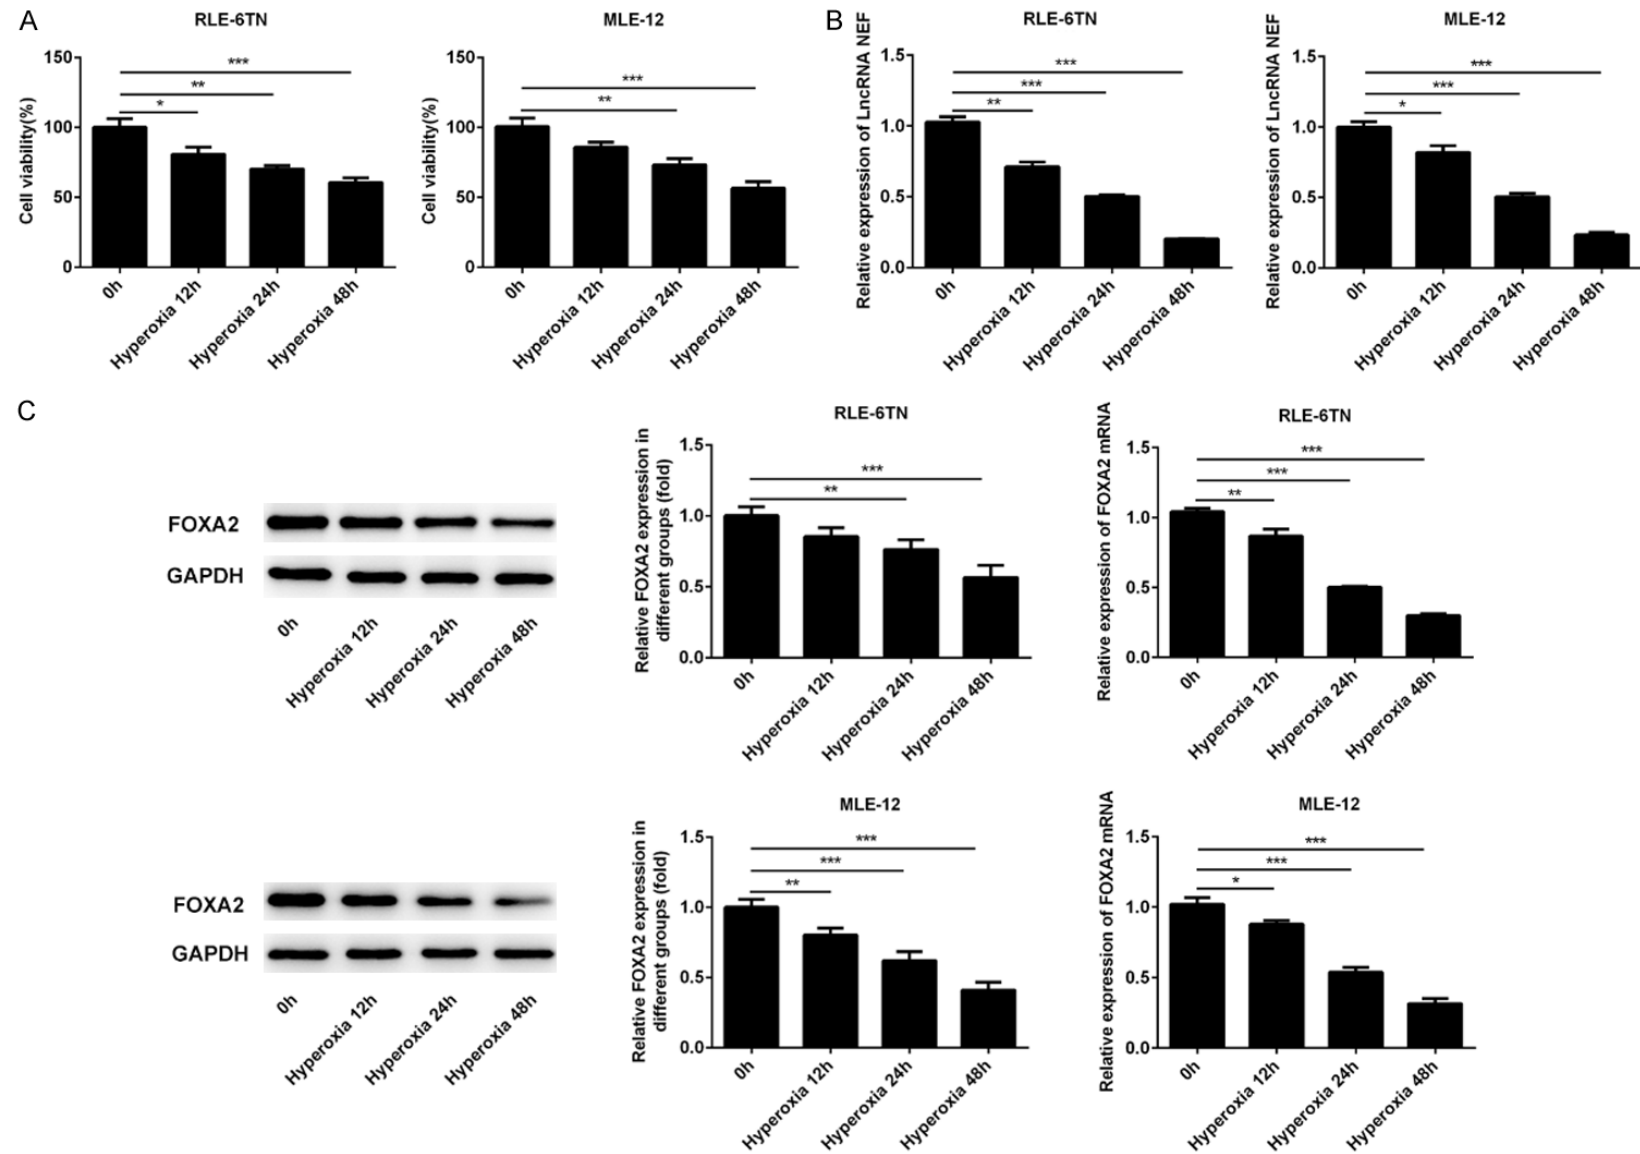 A
RLE-6TN
Cell viability(%)
150
100
50
0
***
**
*
0h
Hyperoxia 12h
Hyperoxia 24h
Hyperoxia 48h
MLE-12
Cell viability(%)
150
100
50
0
***
**
0h
Hyperoxia 12h
Hyperoxia 24h
Hyperoxia 48h
B
RLE-6TN
Relative expression of LncRNA NEF
1.5
1.0
0.5
0.0
***
***
**
0h
Hyperoxia 12h
Hyperoxia 24h
Hyperoxia 48h
MLE-12
Relative expression of LncRNA NEF
1.5
1.0
0.5
0.0
***
***
*
0h
Hyperoxia 12h
Hyperoxia 24h
Hyperoxia 48h
C
FOXA2
GAPDH
0h
Hyperoxia 12h
Hyperoxia 24h
Hyperoxia 48h
RLE-6TN
Relative FOXA2 expression in
different groups (fold)
1.5
1.0
0.5
0.0
***
**
0h
Hyperoxia 12h
Hyperoxia 24h
Hyperoxia 48h
RLE-6TN
Relative expression of FOXA2 mRNA
1.5
1.0
0.5
0.0
***
***
**
0h
Hyperoxia 12h
Hyperoxia 24h
Hyperoxia 48h
FOXA2
GAPDH
0h
Hyperoxia 12h
Hyperoxia 24h
Hyperoxia 48h
MLE-12
Relative FOXA2 expression in
different groups (fold)
1.5
1.0
0.5
0.0
***
***
**
0h
Hyperoxia 12h
Hyperoxia 24h
Hyperoxia 48h
MLE-12
Relative expression of FOXA2 mRNA
1.5
1.0
0.5
0.0
***
***
*
0h
Hyperoxia 12h
Hyperoxia 24h
Hyperoxia 48h